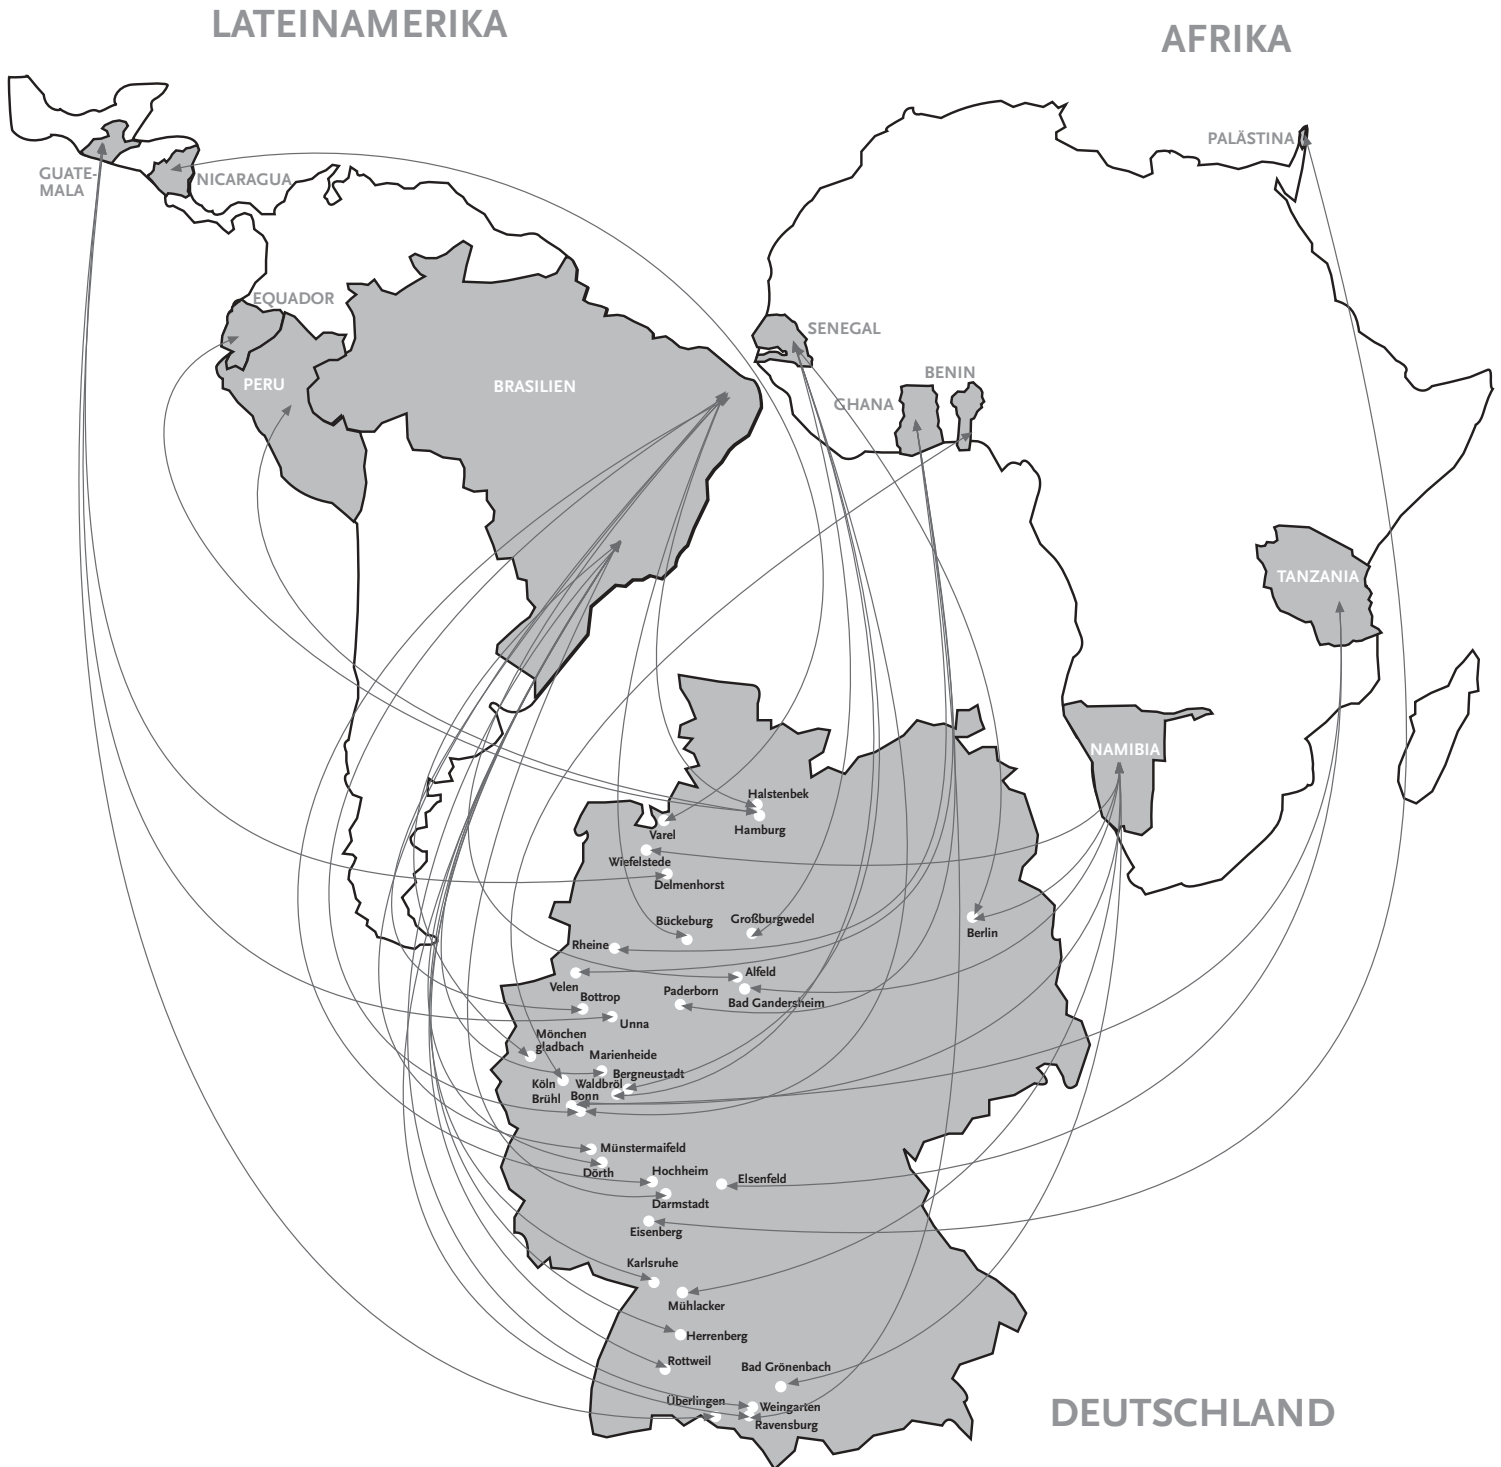 LATEINAMERIKA
AFRIKA
PALÄSTINA
GUATE-
MALA
NICARAGUA
EQUADOR
SENEGAL
BENIN
PERU
BRASILIEN
GHANA
TANZANIA
NAMIBIA
Halstenbek
Hamburg
Varel
Wiefelstede
Delmenhorst
Bückeburg
Großburgwedel
Berlin
Rheine
Alfeld
Velen
Bottrop
Paderborn
Bad Gandersheim
Unna
Mönchen
gladbach
Marienheide
Bergneustadt
Köln
Waldbröl
Brühl
Bonn
Münstermaifeld
Dörth
Hochheim
Elsenfeld
Darmstadt
Eisenberg
Karlsruhe
Mühlacker
Herrenberg
Rottweil
Bad Grönenbach
Überlingen
Weingarten
Ravensburg
DEUTSCHLAND